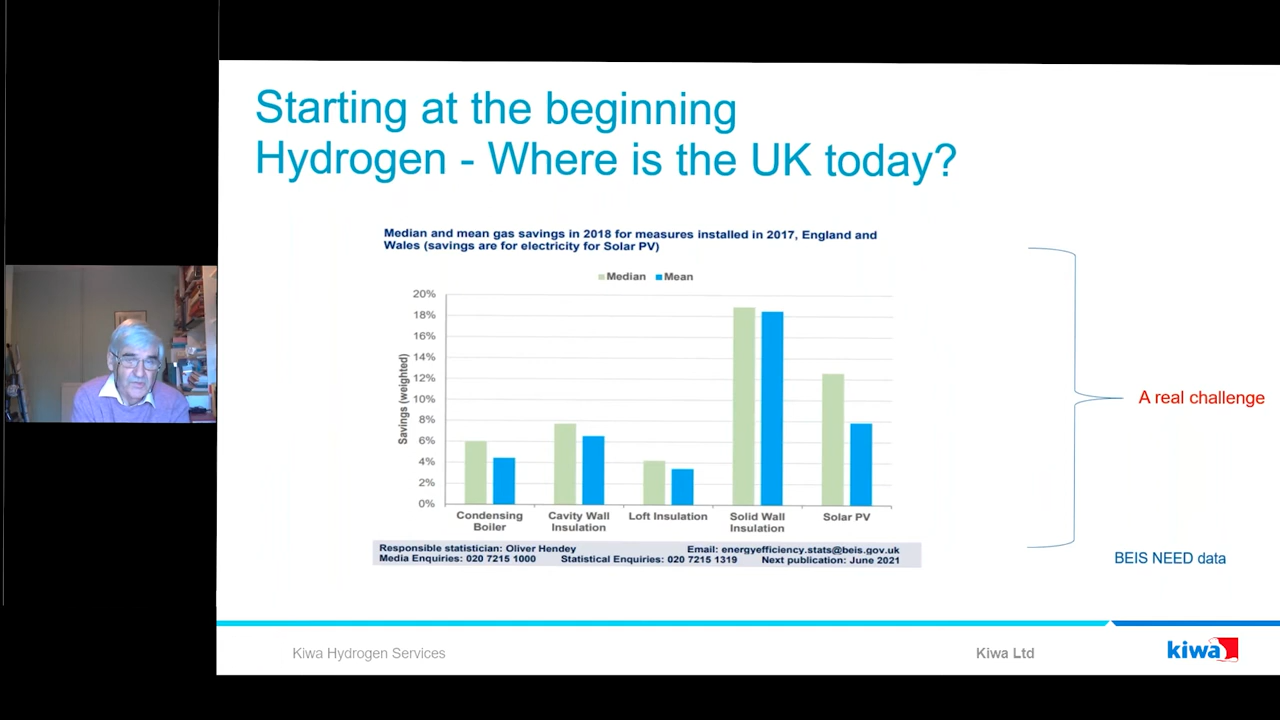 Starting at the beginning
Hydrogen - Where is the UK today?
Median and mean gas savings in 2018 for measures installed in 2017, England and
Wales (savings are for electricity for Solar PV)
Median Mean
Savings (weighted)
20%
18%
16%
14%
12%
10%
8%
6%
4%
2%
0%
Condensing Boiler
Cavity Wall Insulation
Loft Insulation
Solid Wall Insulation
Solar PV
Responsible statistician: Oliver Hendey Email: energyefficiency.stats@beis.gov.uk
Media Enquiries: 020 7215 1000 Statistical Enquiries: 020 7215 1319 Next publication: June 2021
A real challenge
BEIS NEED data
Kiwa Hydrogen Services
Kiwa Ltd
kiwa